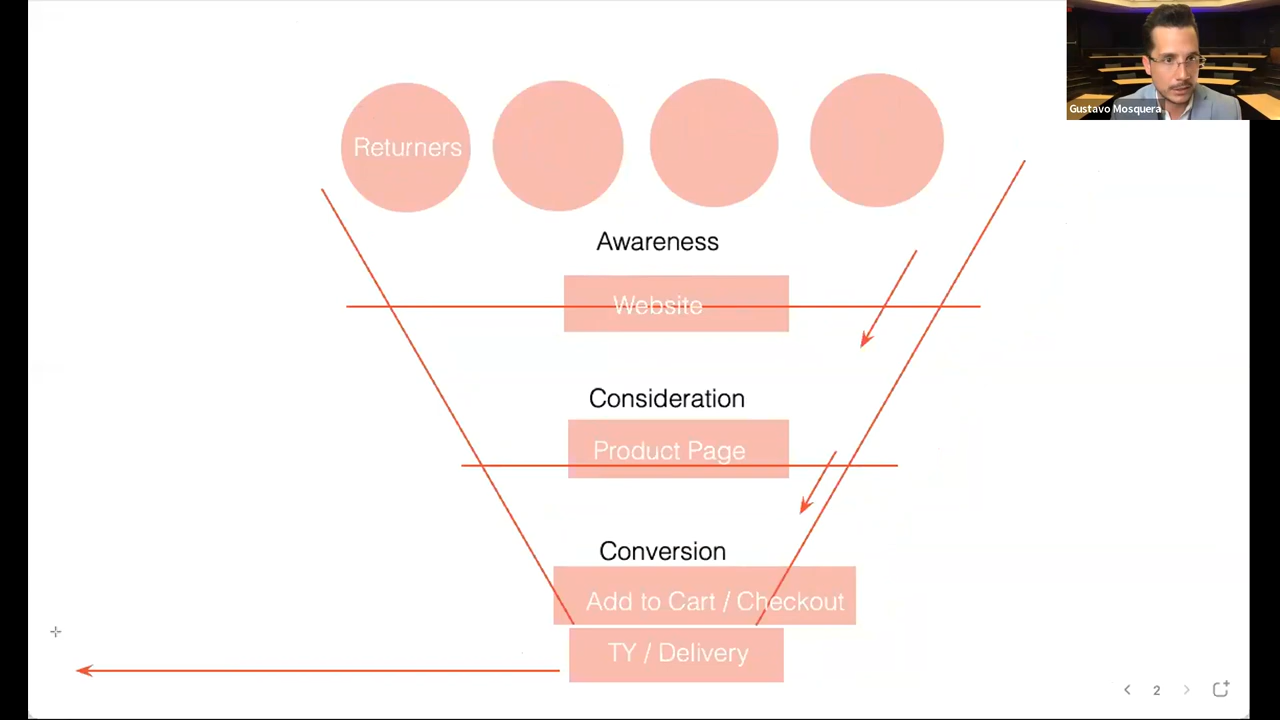 Gustavo Mosquera
Returners
Awareness
Website
Consideration
Product Page
Conversion
Add to Cart / Checkout
TY / Delivery
2